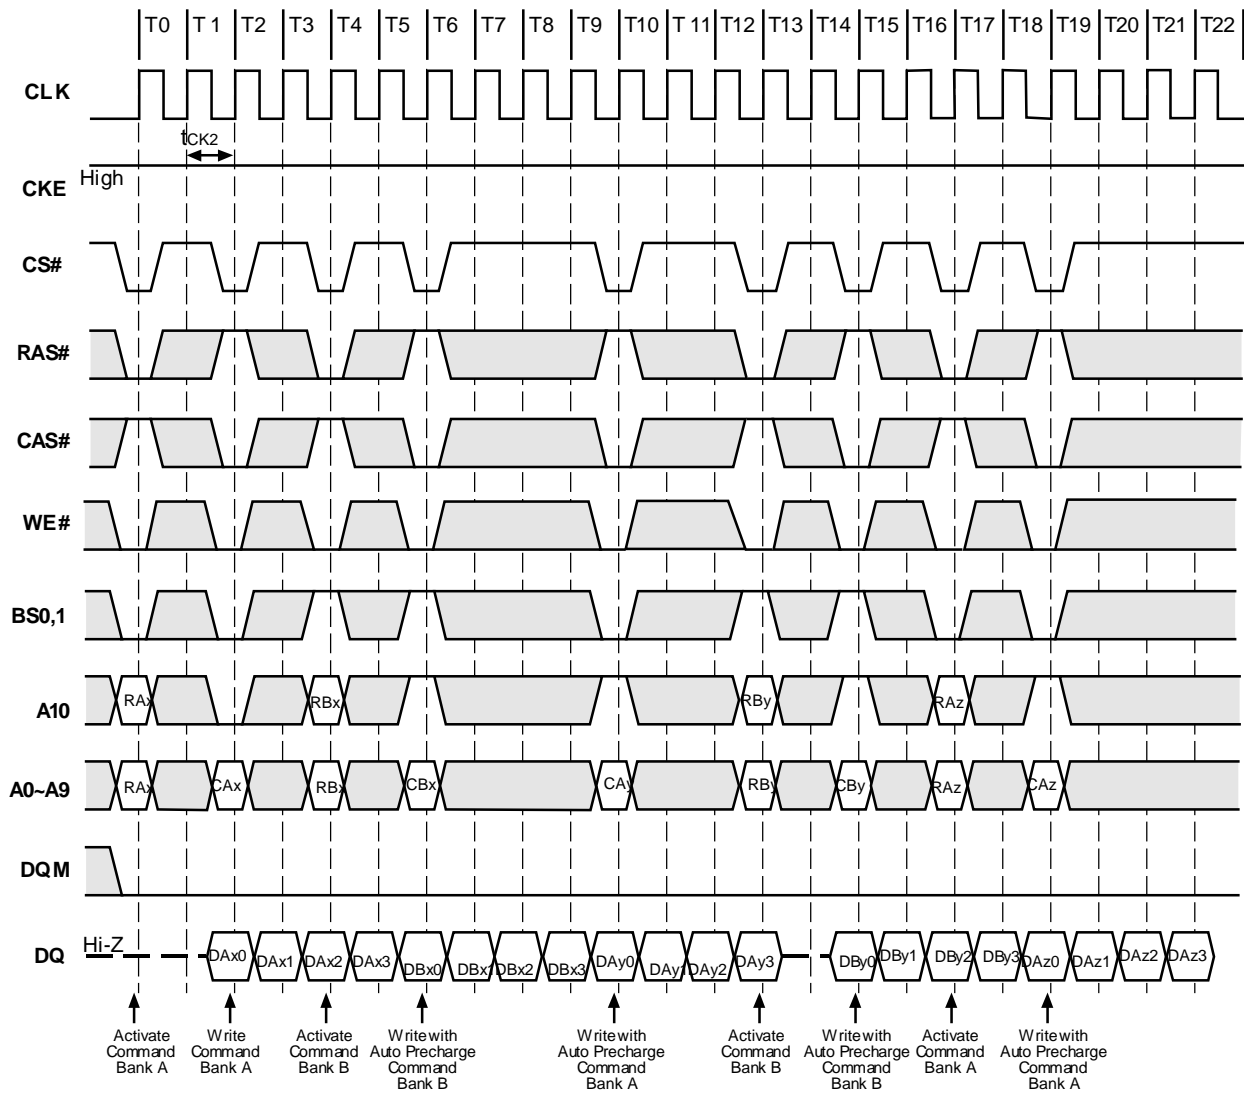 T0 T 1 T2 T3 T4 T5 T6 T7 T8 T9 T10 T 11 T12 T13 T14 T15 T16 T17 T18 T19 T20 T21 T22
CLK
tCK2
High
CKE
CS#
RAS#
CAS#
WE#
BS0,1
A10 RAx RBx RBy RAz
A0~A9 RAx CAx RBx CBx CAy RBy CBy RAz CAz
DQM
Hi-Z
DQ DAx0 DAx1 DAx2 DAx3 DBx0 DBx1 DBx2 DBx3 DAy0 DAy1 DAy2 DAy3 DBy0 DBy1 DBy2 DBy3 DAz0 DAz1 DAz2 DAz3
Activate
Command
Bank A
Write
Command
Bank A
Activate
Command
Bank B
Write with
Auto Precharge
Command
Bank B
Write with
Auto Precharge
Command
Bank A
Activate
Command
Bank B
Write with
Auto Precharge
Command
Bank B
Activate
Command
Bank A
Write with
Auto Precharge
Command
Bank A